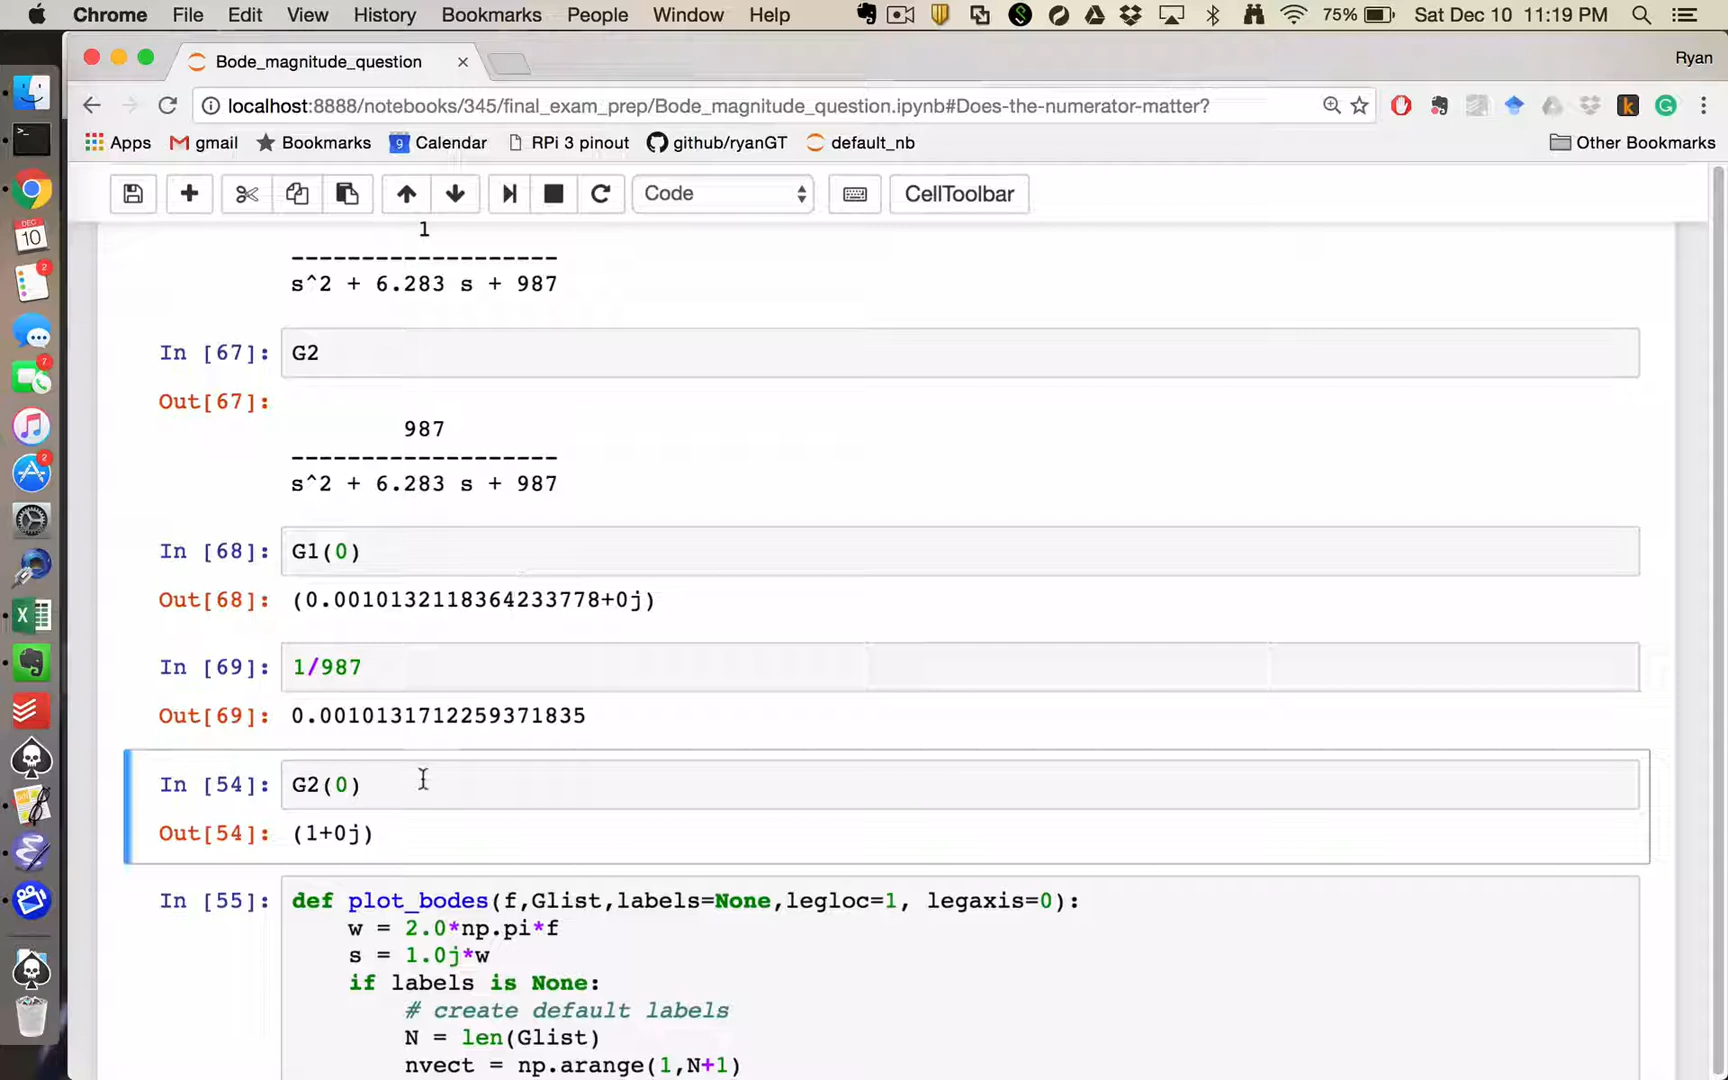 Chrome File Edit View History Bookmarks People Window Help 75% Sat Dec 10 11:19 PM
Bode_magnitude_question Ryan
localhost:8888/notebooks/345/final_exam_prep/Bode_magnitude_question.ipynb#Does-the-numerator-matter?
Apps gmail Bookmarks 9 Calendar RPi 3 pinout github/ryanGT default_nb Other Bookmarks
Code CellToolbar
1
-------------------
s^2 + 6.283 s + 987
In [67]: G2
Out[67]:
987
-------------------
s^2 + 6.283 s + 987
In [68]: G1(0)
Out[68]: (0.0010132118364233778+0j)
In [69]: 1/987
Out[69]: 0.0010131712259371835
In [54]: G2(0)
Out[54]: (1+0j)
In [55]: def plot_bodes(f,Glist,labels=None,legloc=1, legaxis=0):
w = 2.0*np.pi*f
s = 1.0j*w
if labels is None:
# create default labels
N = len(Glist)
nvect = np.arange(1,N+1)
DEC
10
2
7
2